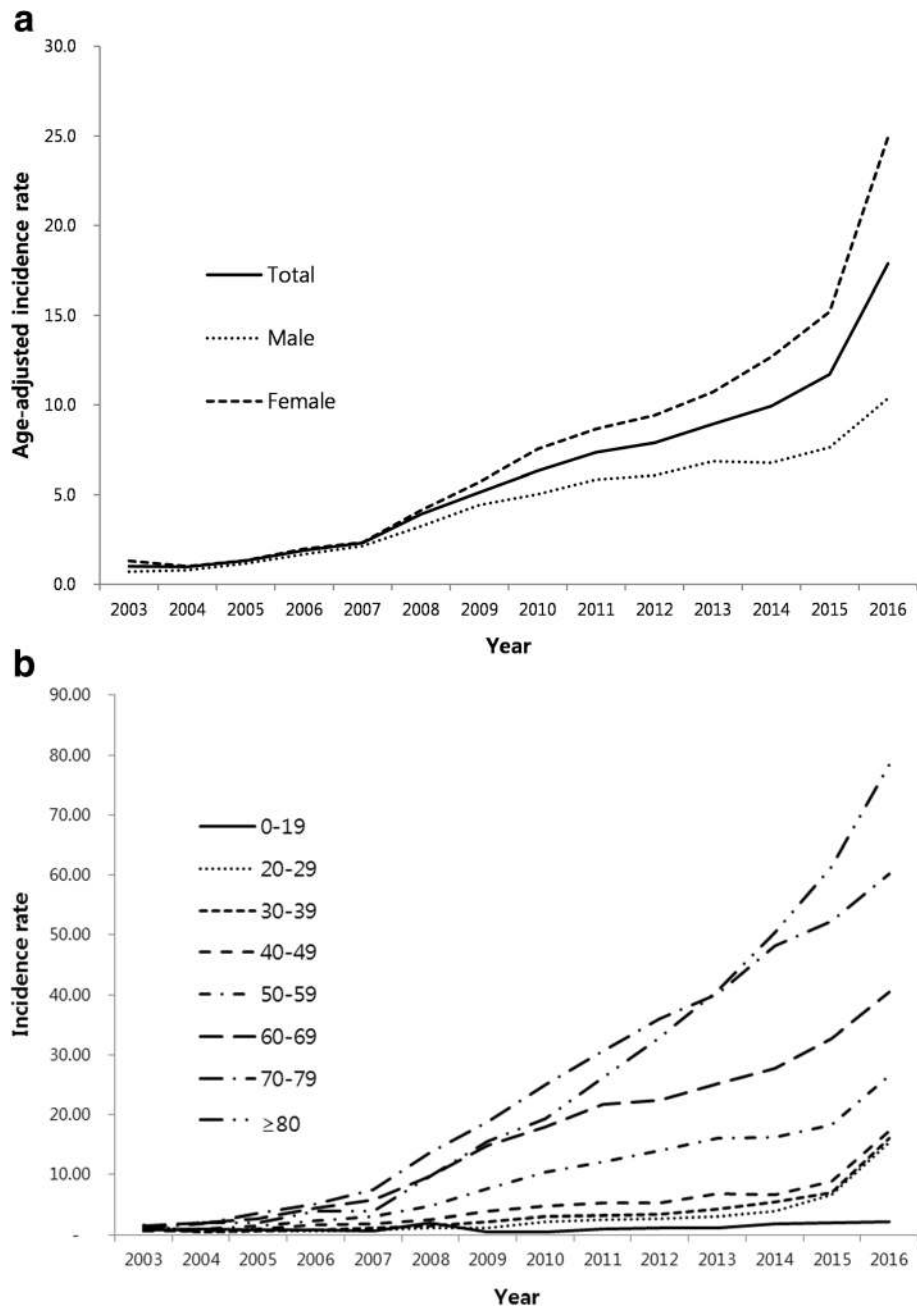 a
30.0
25.0
20.0
15.0
10.0
5.0
0.0
Age-adjusted incidence rate
Total
Male
Female
2003 2004 2005 2006 2007 2008 2009 2010 2011 2012 2013 2014 2015 2016
Year
b
90.00
80.00
70.00
60.00
50.00
40.00
30.00
20.00
10.00
-
Incidence rate
0-19
20-29
30-39
40-49
50-59
60-69
70-79
≥80
2003 2004 2005 2006 2007 2008 2009 2010 2011 2012 2013 2014 2015 2016
Year